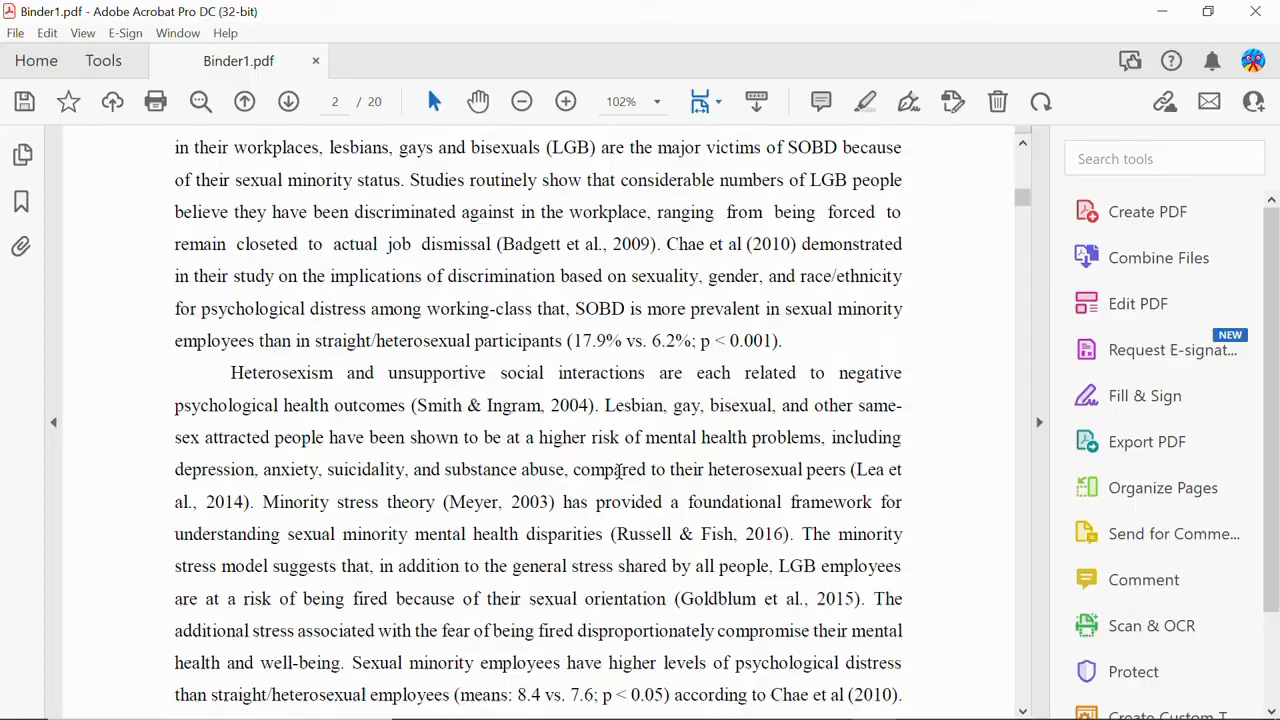 Binder1.pdf - Adobe Acrobat Pro DC (32-bit)
File Edit View E-Sign Window Help
Home Tools Binder1.pdf ×
2 / 20 102%
in their workplaces, lesbians, gays and bisexuals (LGB) are the major victims of SOBD because
of their sexual minority status. Studies routinely show that considerable numbers of LGB people
believe they have been discriminated against in the workplace, ranging from being forced to
remain closeted to actual job dismissal (Badgett et al., 2009). Chae et al (2010) demonstrated
in their study on the implications of discrimination based on sexuality, gender, and race/ethnicity
for psychological distress among working-class that, SOBD is more prevalent in sexual minority
employees than in straight/heterosexual participants (17.9% vs. 6.2%; p < 0.001).
Heterosexism and unsupportive social interactions are each related to negative
psychological health outcomes (Smith & Ingram, 2004). Lesbian, gay, bisexual, and other same-
sex attracted people have been shown to be at a higher risk of mental health problems, including
depression, anxiety, suicidality, and substance abuse, compared to their heterosexual peers (Lea et
al., 2014). Minority stress theory (Meyer, 2003) has provided a foundational framework for
understanding sexual minority mental health disparities (Russell & Fish, 2016). The minority
stress model suggests that, in addition to the general stress shared by all people, LGB employees
are at a risk of being fired because of their sexual orientation (Goldblum et al., 2015). The
additional stress associated with the fear of being fired disproportionately compromise their mental
health and well-being. Sexual minority employees have higher levels of psychological distress
than straight/heterosexual employees (means: 8.4 vs. 7.6; p < 0.05) according to Chae et al (2010).
Search tools
Create PDF
Combine Files
Edit PDF
NEW
Request E-signat...
Fill & Sign
Export PDF
Organize Pages
Send for Comme...
Comment
Scan & OCR
Protect
Create Custom T